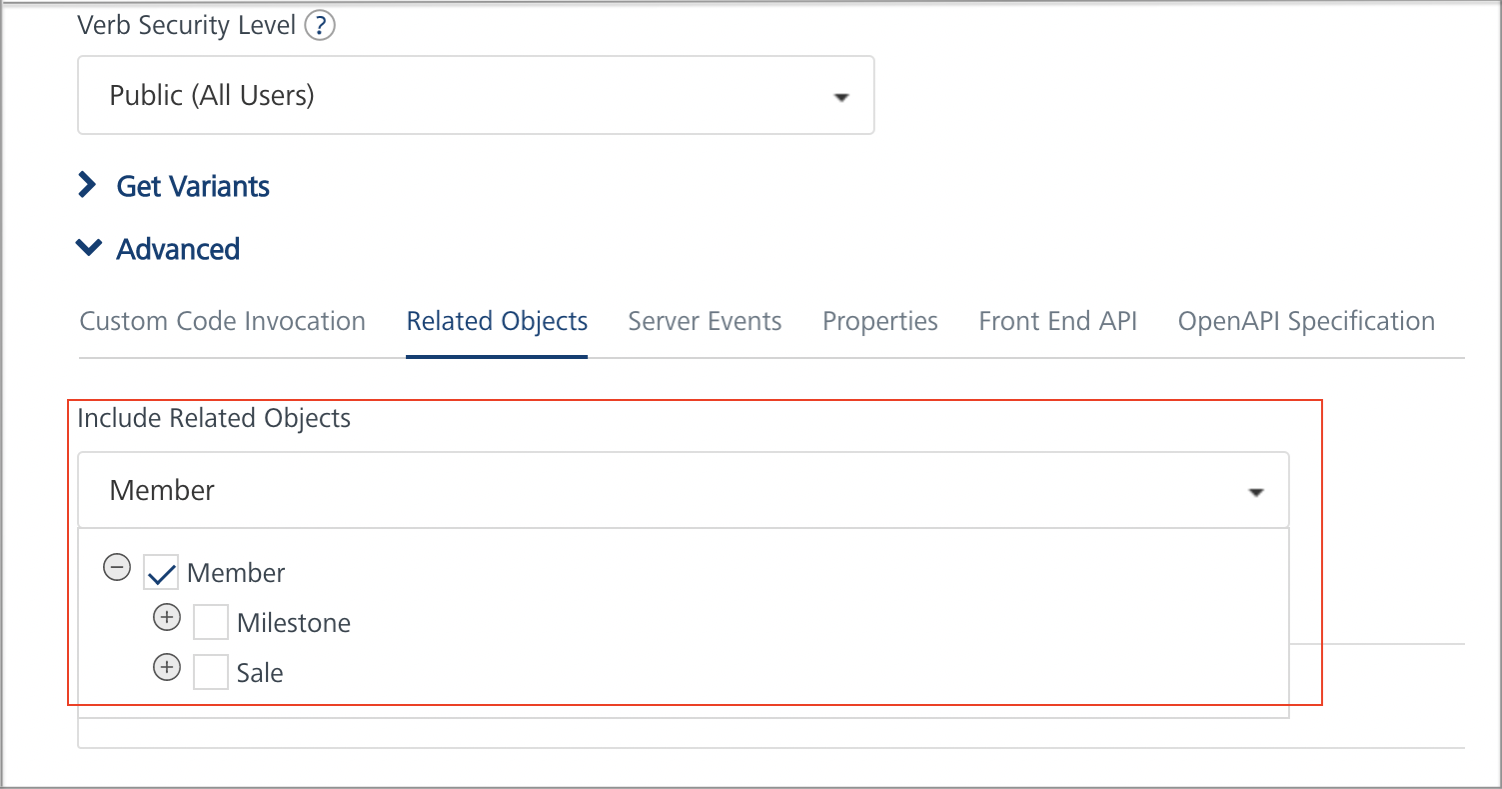 Verb Security Level ?
Public (All Users)
Get Variants
Advanced
Custom Code Invocation Related Objects Server Events Properties Front End API OpenAPI Specification
Include Related Objects
Member
Member
Milestone
Sale